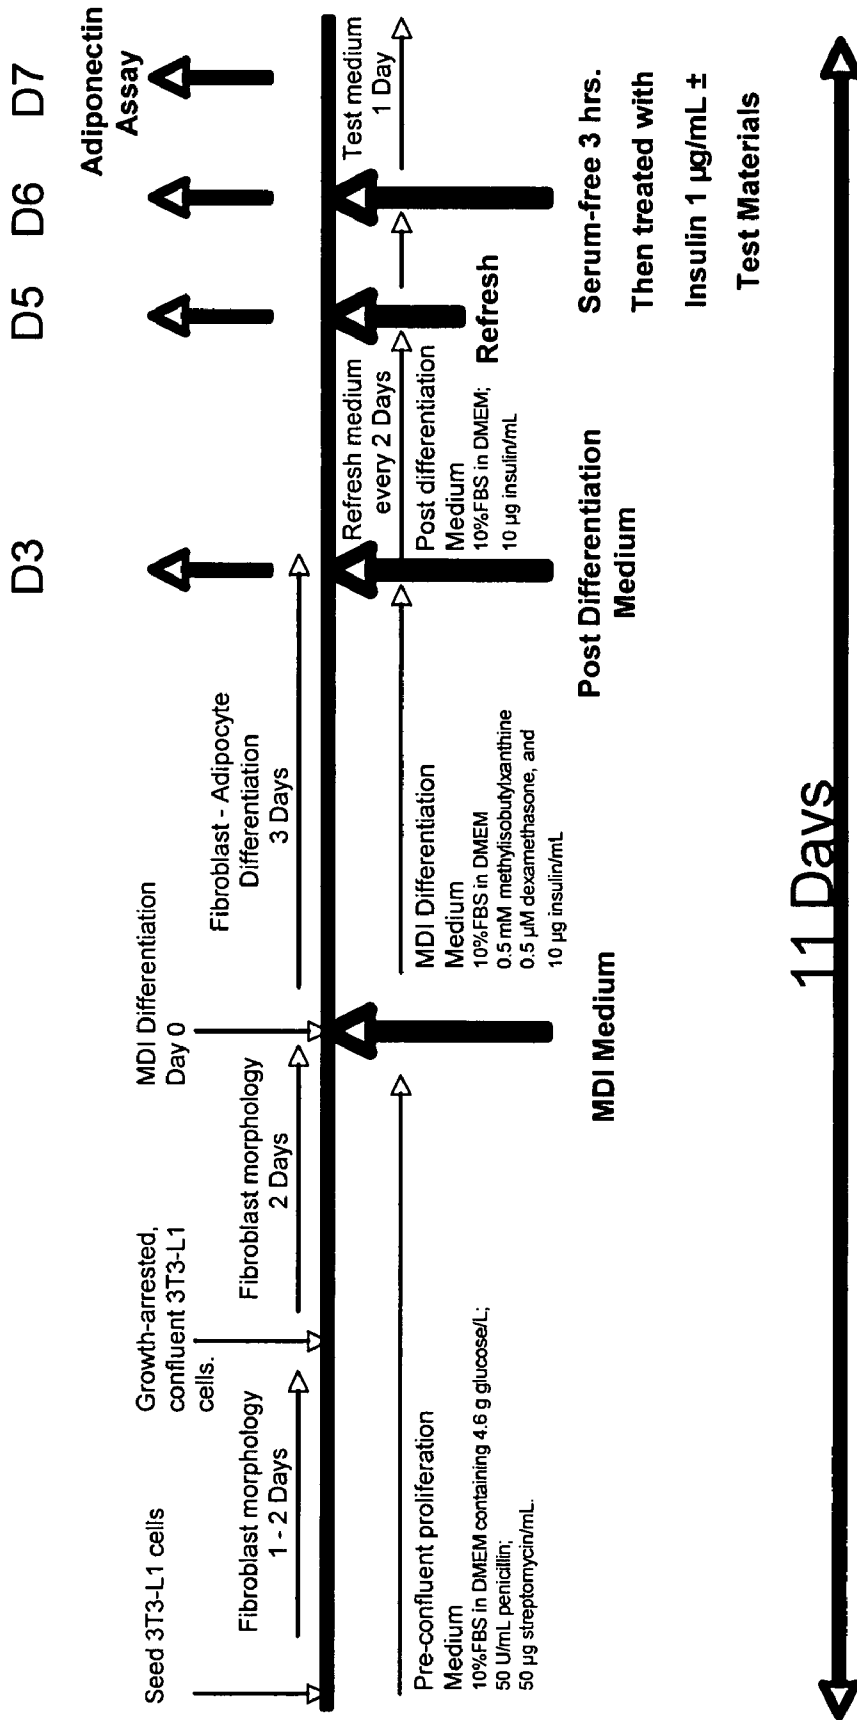 Seed 3T3-L1 cells
Growth-arrested,
confluent 3T3-L1
cells.
MDI Differentiation
Day 0
D3
D5
D6
D7
Adiponectin
Assay
Fibroblast morphology
1 - 2 Days
Fibroblast morphology
2 Days
Fibroblast - Adipocyte
Differentiation
3 Days
Refresh medium
every 2 Days
Test medium
1 Day
Pre-confluent proliferation
Medium
10%FBS in DMEM containing 4.6 g glucose/L;
50 U/mL penicillin;
50 µg streptomycin/mL.
MDI Differentiation
Medium
10%FBS in DMEM
0.5 mM methylisobutylxanthine
0.5 µM dexamethasone, and
10 µg insulin/mL
Post differentiation
Medium
10%FBS in DMEM;
10 µg insulin/mL
Refresh
MDI Medium
Post Differentiation
Medium
Serum-free 3 hrs.
Then treated with
Insulin 1 µg/mL ±
Test Materials
11 Days